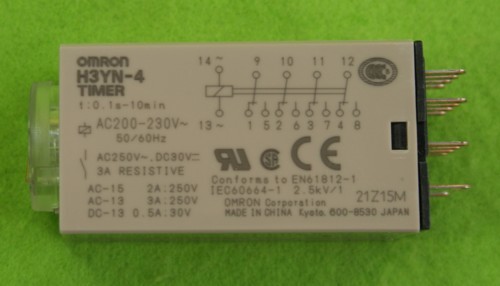 OMRON
H3YN-4
TIMER
t:0.1s-10min
AC200-230V~
50/60Hz
AC250V~,DC30V⎓
3A RESISTIVE
AC-15 2A:250V
AC-13 3A:250V
DC-13 0.5A:30V
14~ 9 10 11 12
13~ 1 5 2 6 3 7 4 8
CE
Conforms to EN61812-1
IEC60664-1 2.5kV/1
OMRON Corporation
MADE IN CHINA Kyoto, 600-8530 JAPAN
21Z15M